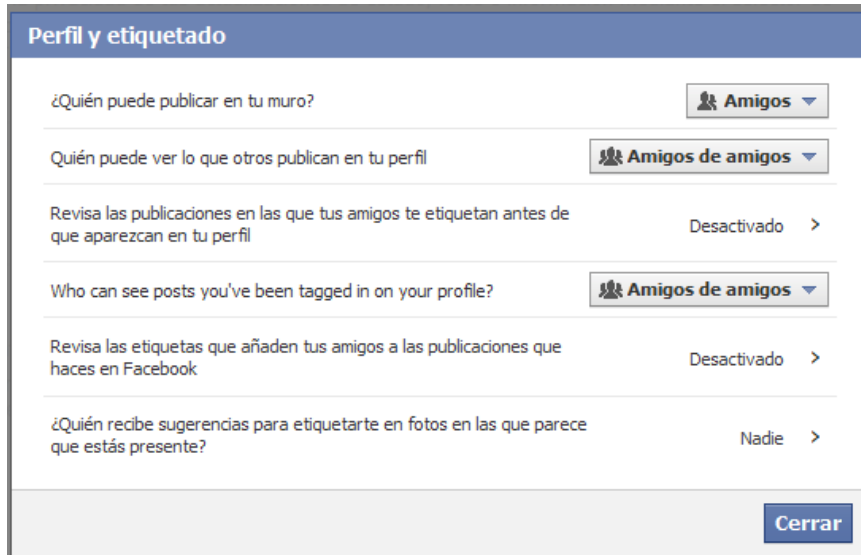 Perfil y etiquetado
¿Quién puede publicar en tu muro?
Amigos
Quién puede ver lo que otros publican en tu perfil
Amigos de amigos
Revisa las publicaciones en las que tus amigos te etiquetan antes de
que aparezcan en tu perfil
Desactivado
Who can see posts you've been tagged in on your profile?
Amigos de amigos
Revisa las etiquetas que añaden tus amigos a las publicaciones que
haces en Facebook
Desactivado
¿Quién recibe sugerencias para etiquetarte en fotos en las que parece
que estás presente?
Nadie
Cerrar